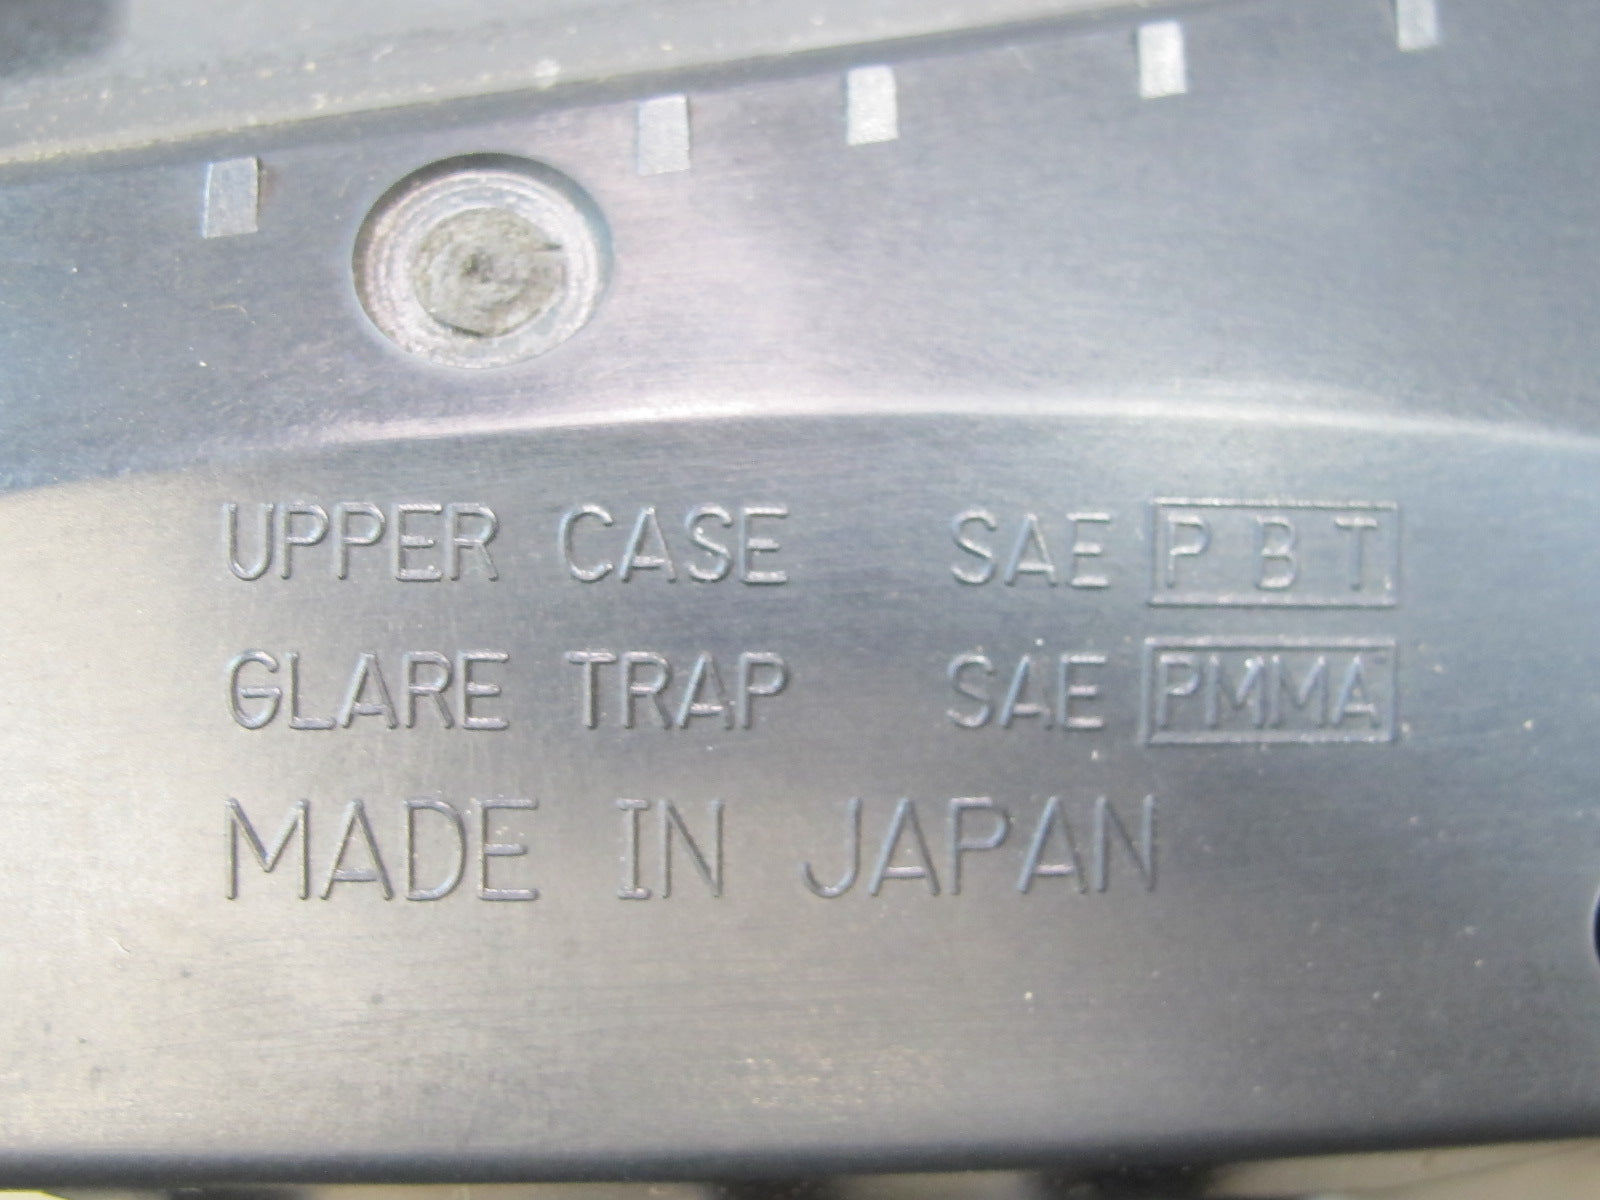 UPPER CASE SAE P B T
GLARE TRAP SAE PMMA
MADE IN JAPAN